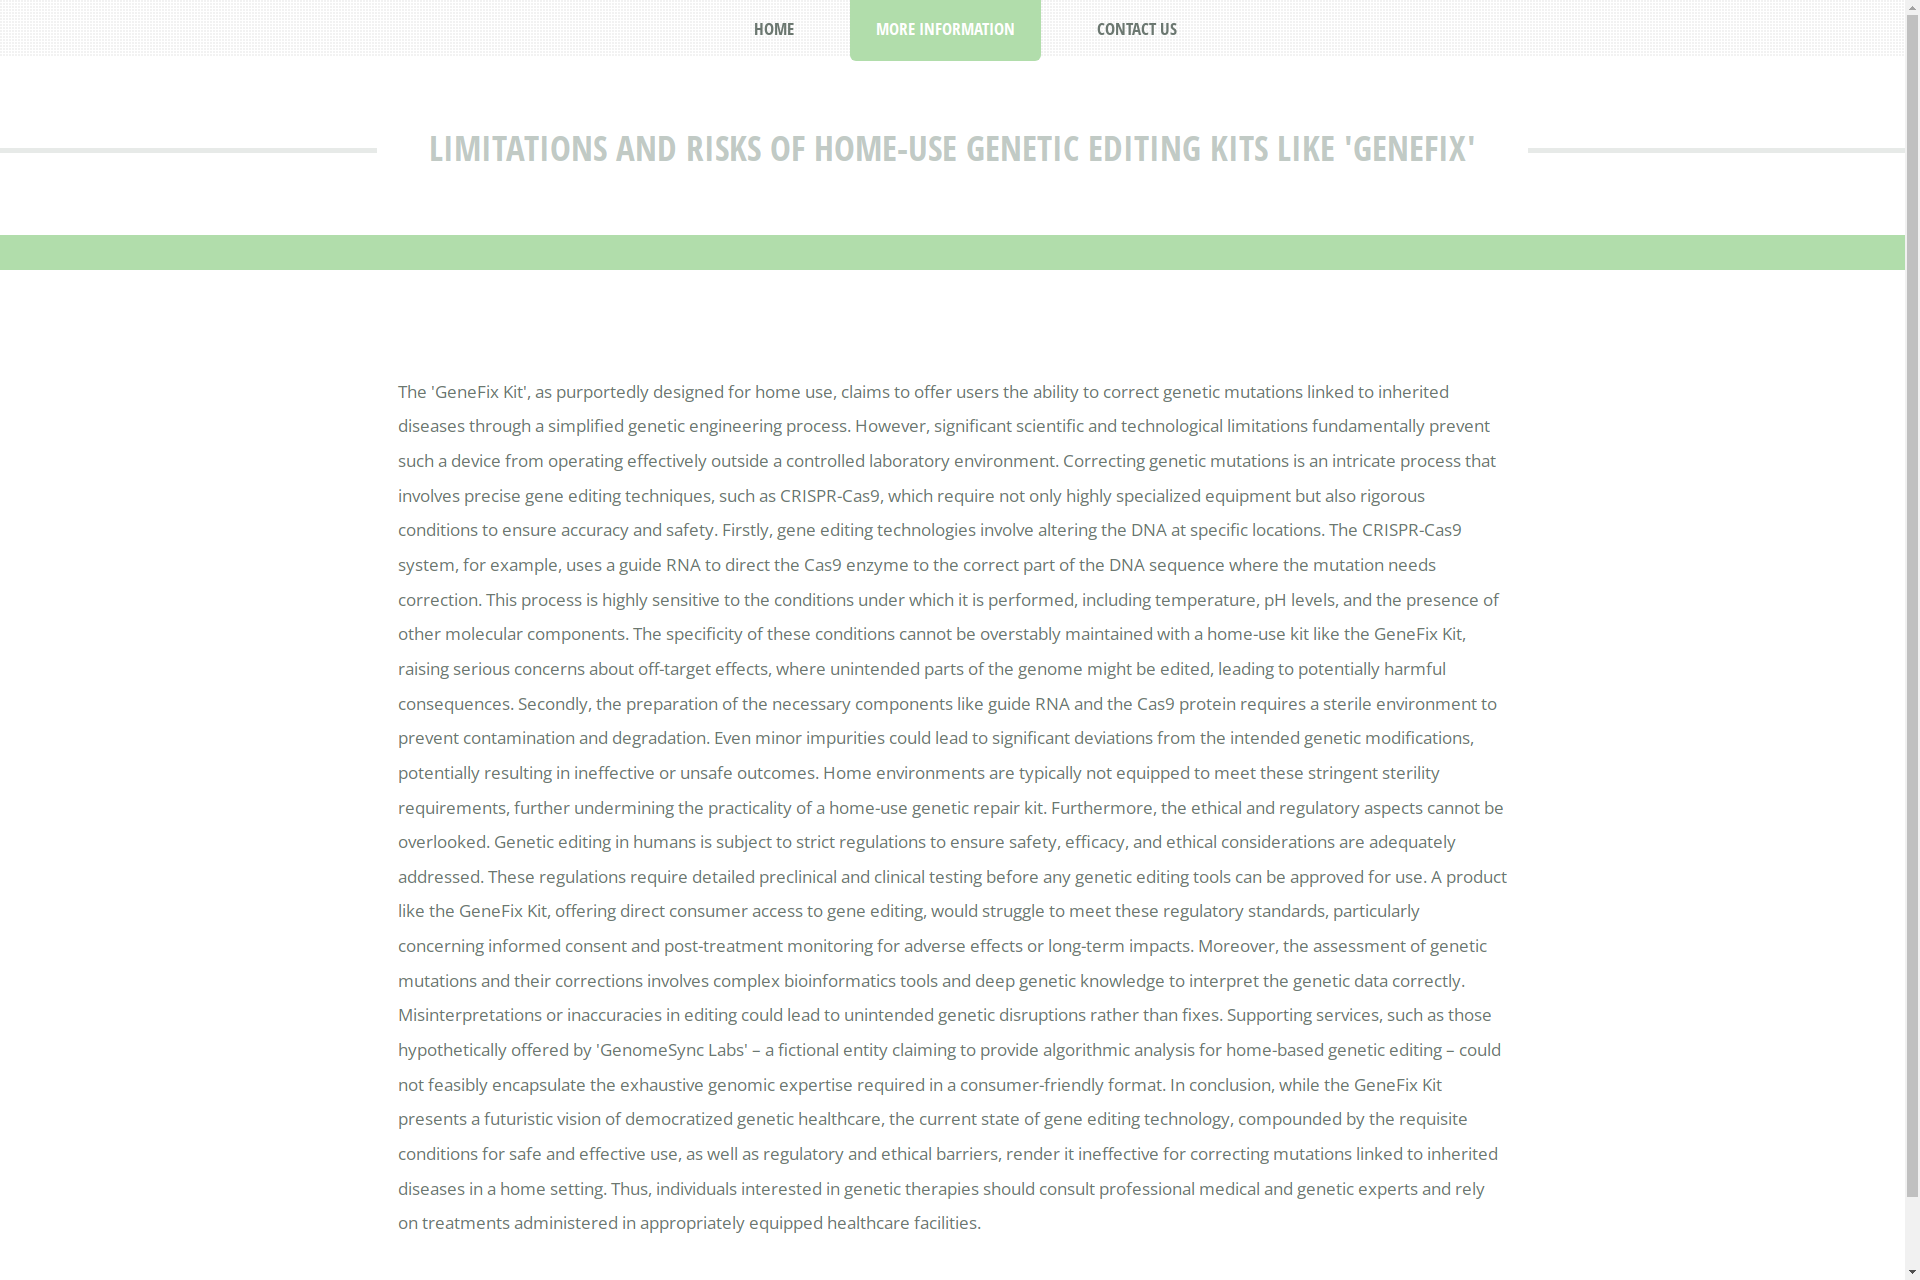 HOME
MORE INFORMATION
CONTACT US
LIMITATIONS AND RISKS OF HOME-USE GENETIC EDITING KITS LIKE 'GENEFIX'
The 'GeneFix Kit', as purportedly designed for home use, claims to offer users the ability to correct genetic mutations linked to inherited
diseases through a simplified genetic engineering process. However, significant scientific and technological limitations fundamentally prevent
such a device from operating effectively outside a controlled laboratory environment. Correcting genetic mutations is an intricate process that
involves precise gene editing techniques, such as CRISPR-Cas9, which require not only highly specialized equipment but also rigorous
conditions to ensure accuracy and safety. Firstly, gene editing technologies involve altering the DNA at specific locations. The CRISPR-Cas9
system, for example, uses a guide RNA to direct the Cas9 enzyme to the correct part of the DNA sequence where the mutation needs
correction. This process is highly sensitive to the conditions under which it is performed, including temperature, pH levels, and the presence of
other molecular components. The specificity of these conditions cannot be overstably maintained with a home-use kit like the GeneFix Kit,
raising serious concerns about off-target effects, where unintended parts of the genome might be edited, leading to potentially harmful
consequences. Secondly, the preparation of the necessary components like guide RNA and the Cas9 protein requires a sterile environment to
prevent contamination and degradation. Even minor impurities could lead to significant deviations from the intended genetic modifications,
potentially resulting in ineffective or unsafe outcomes. Home environments are typically not equipped to meet these stringent sterility
requirements, further undermining the practicality of a home-use genetic repair kit. Furthermore, the ethical and regulatory aspects cannot be
overlooked. Genetic editing in humans is subject to strict regulations to ensure safety, efficacy, and ethical considerations are adequately
addressed. These regulations require detailed preclinical and clinical testing before any genetic editing tools can be approved for use. A product
like the GeneFix Kit, offering direct consumer access to gene editing, would struggle to meet these regulatory standards, particularly
concerning informed consent and post-treatment monitoring for adverse effects or long-term impacts. Moreover, the assessment of genetic
mutations and their corrections involves complex bioinformatics tools and deep genetic knowledge to interpret the genetic data correctly.
Misinterpretations or inaccuracies in editing could lead to unintended genetic disruptions rather than fixes. Supporting services, such as those
hypothetically offered by 'GenomeSync Labs' – a fictional entity claiming to provide algorithmic analysis for home-based genetic editing – could
not feasibly encapsulate the exhaustive genomic expertise required in a consumer-friendly format. In conclusion, while the GeneFix Kit
presents a futuristic vision of democratized genetic healthcare, the current state of gene editing technology, compounded by the requisite
conditions for safe and effective use, as well as regulatory and ethical barriers, render it ineffective for correcting mutations linked to inherited
diseases in a home setting. Thus, individuals interested in genetic therapies should consult professional medical and genetic experts and rely
on treatments administered in appropriately equipped healthcare facilities.